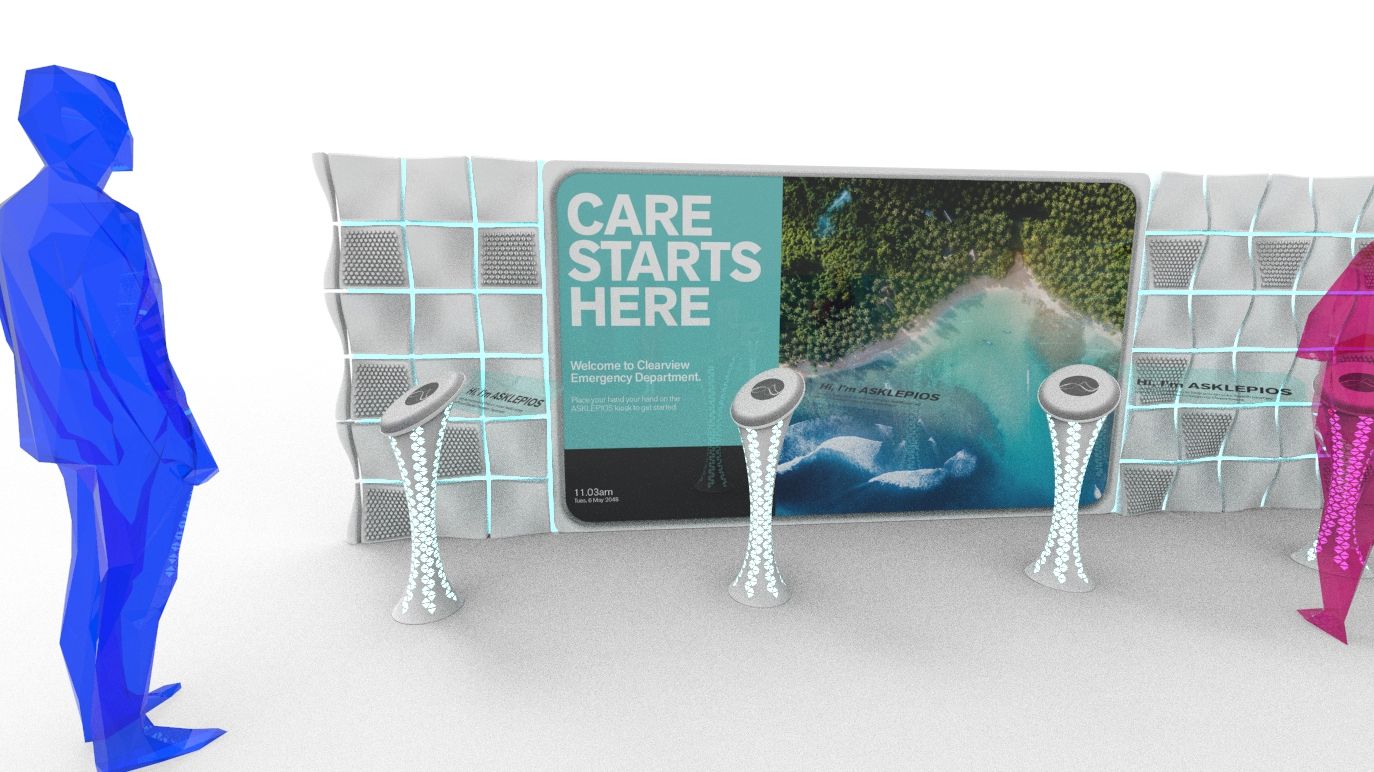 CARE
STARTS
HERE
Welcome to Clearview
Emergency Department.
Place your hand your hand on the
ASKLEPIOS kiosk to get started.
11.03am
Tues, 6 May 2048
Hi, I'm ASKLEPIOS
Hi, I'm ASKLEPIOS
Hi, I'm ASKLEPIOS